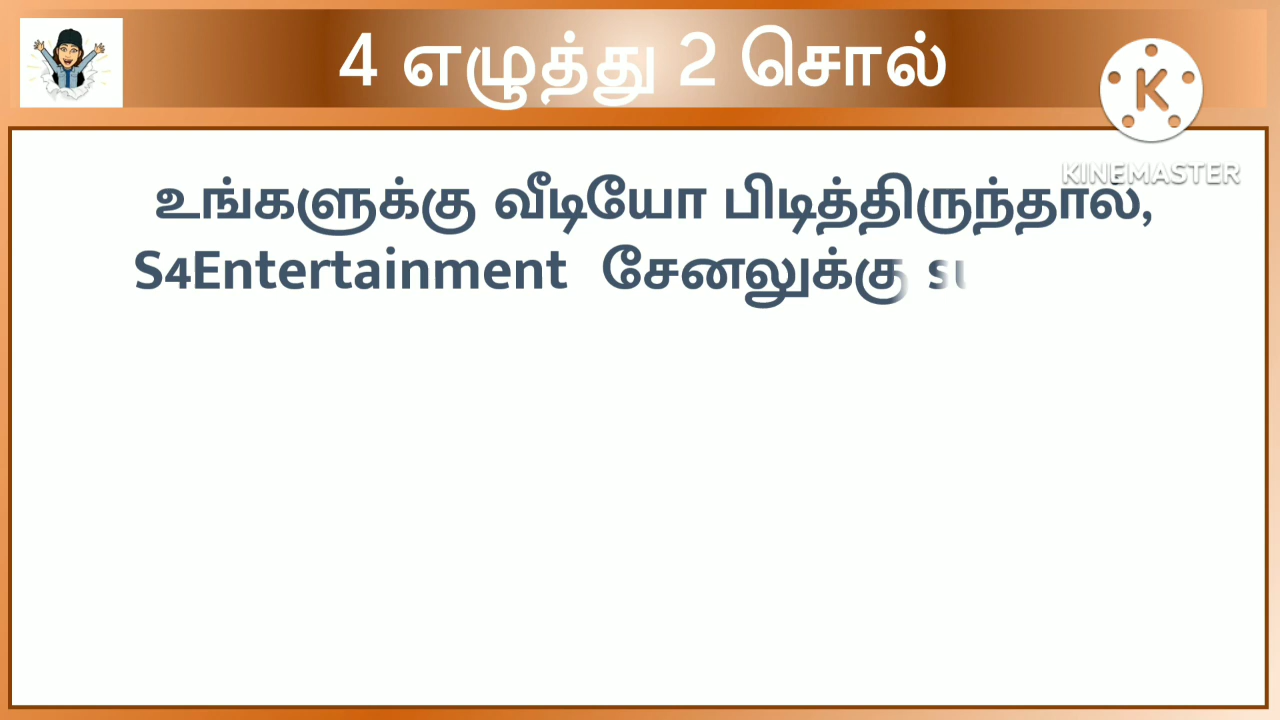 4 எழுத்து 2 சொல்
K
KINEMASTER
உங்களுக்கு வீடியோ பிடித்திருந்தால்,
S4Entertainment சேனலுக்கு